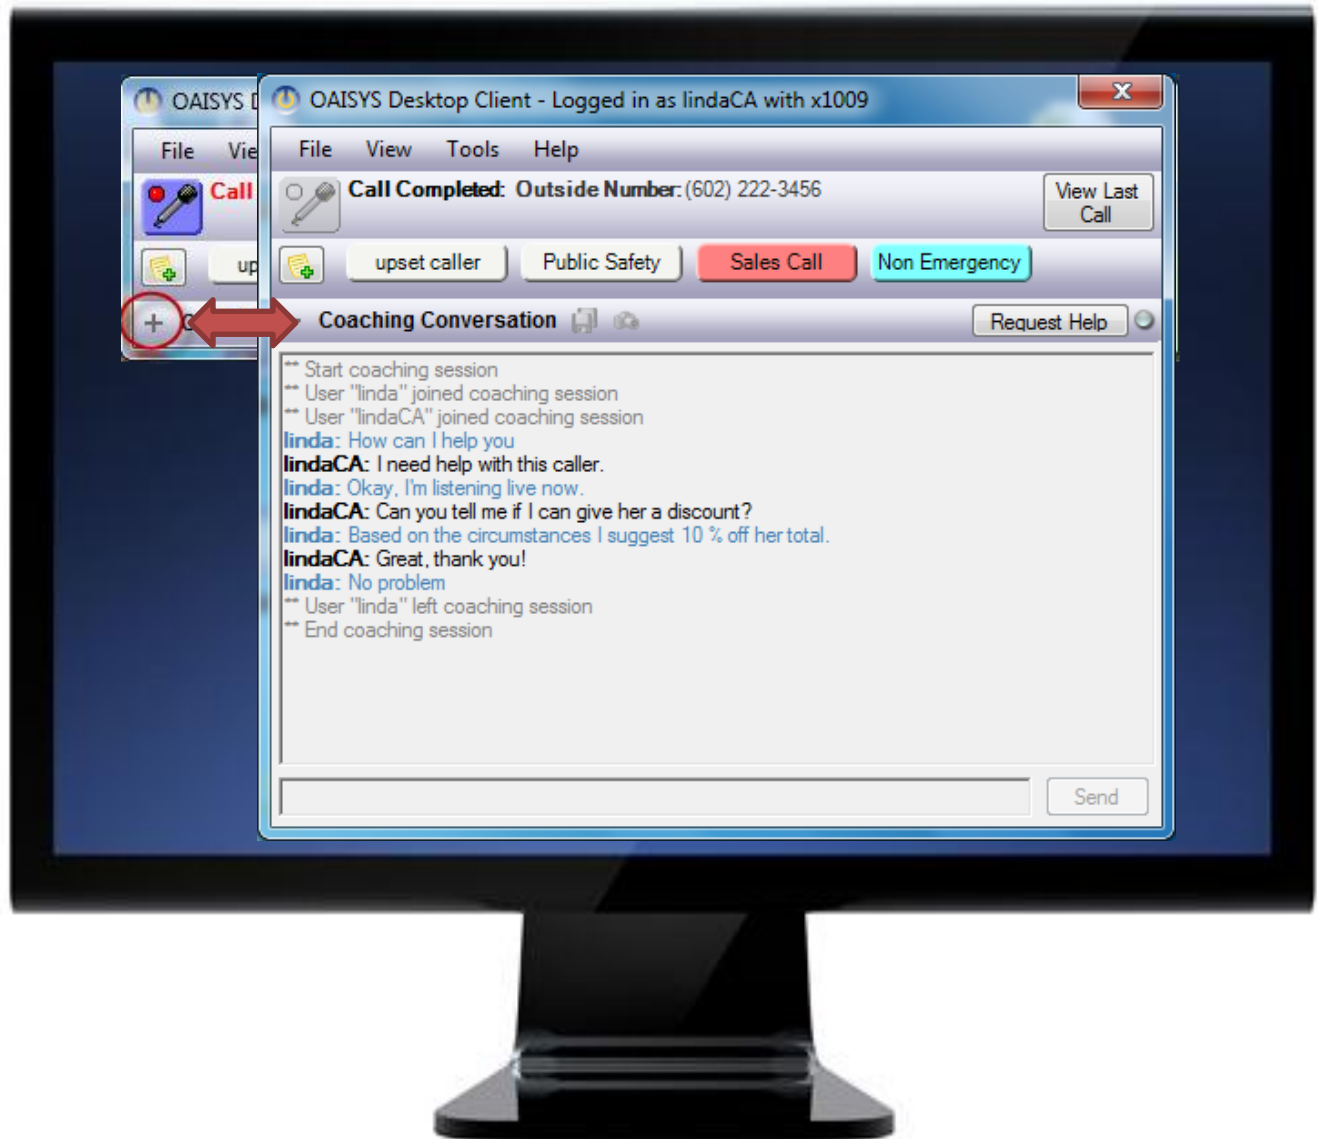 OAISYS D
File Vie
Call
up
OAISYS Desktop Client - Logged in as lindaCA with x1009
File View Tools Help
Call Completed: Outside Number: (602) 222-3456
View Last
Call
upset caller Public Safety Sales Call Non Emergency
Coaching Conversation
Request Help
** Start coaching session
** User "linda" joined coaching session
** User "lindaCA" joined coaching session
linda: How can I help you
lindaCA: I need help with this caller.
linda: Okay, I'm listening live now.
lindaCA: Can you tell me if I can give her a discount?
linda: Based on the circumstances I suggest 10 % off her total.
lindaCA: Great, thank you!
linda: No problem
** User "linda" left coaching session
** End coaching session
Send